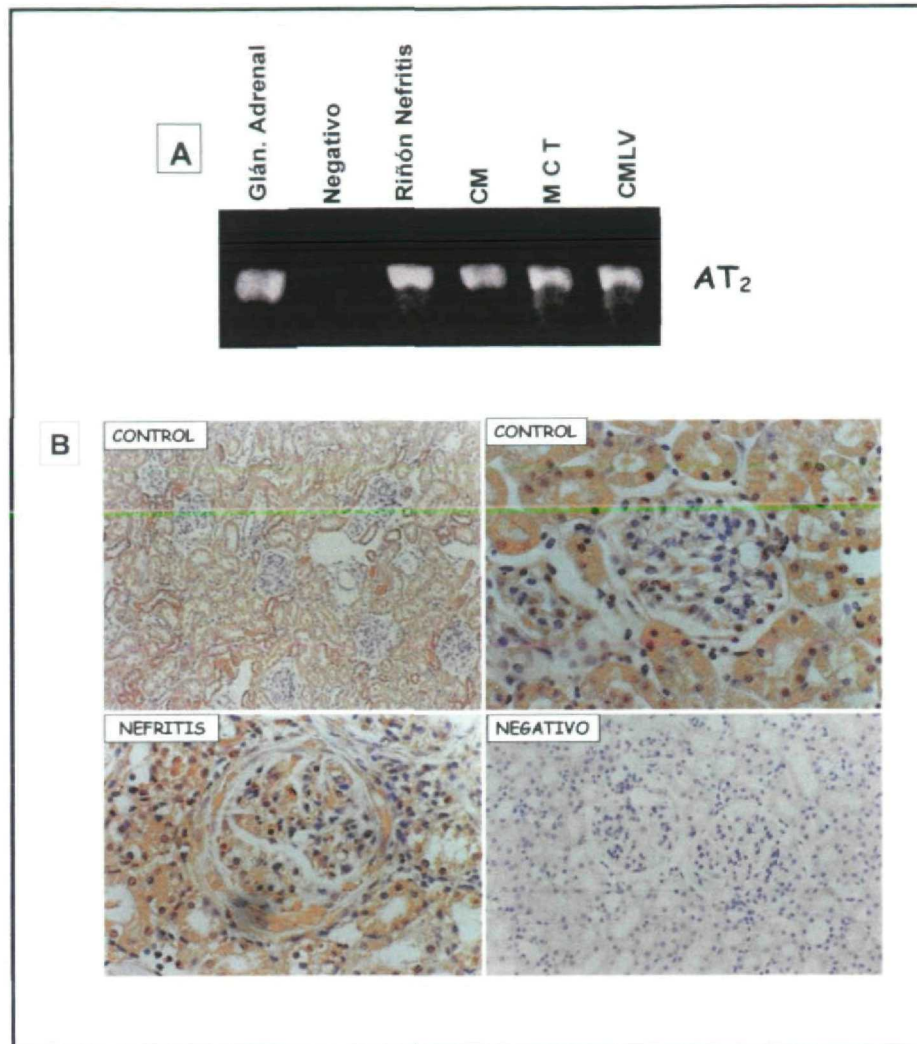 A
Glán. Adrenal
Negativo
Riñón Nefritis
CM
M C T
CMLV
AT₂
B
CONTROL
CONTROL
NEFRITIS
NEGATIVO